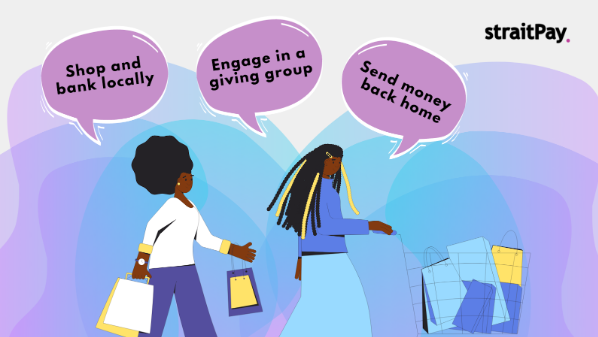 straitPay.
Shop and
bank locally
Engage in a
giving group
Send money
back home